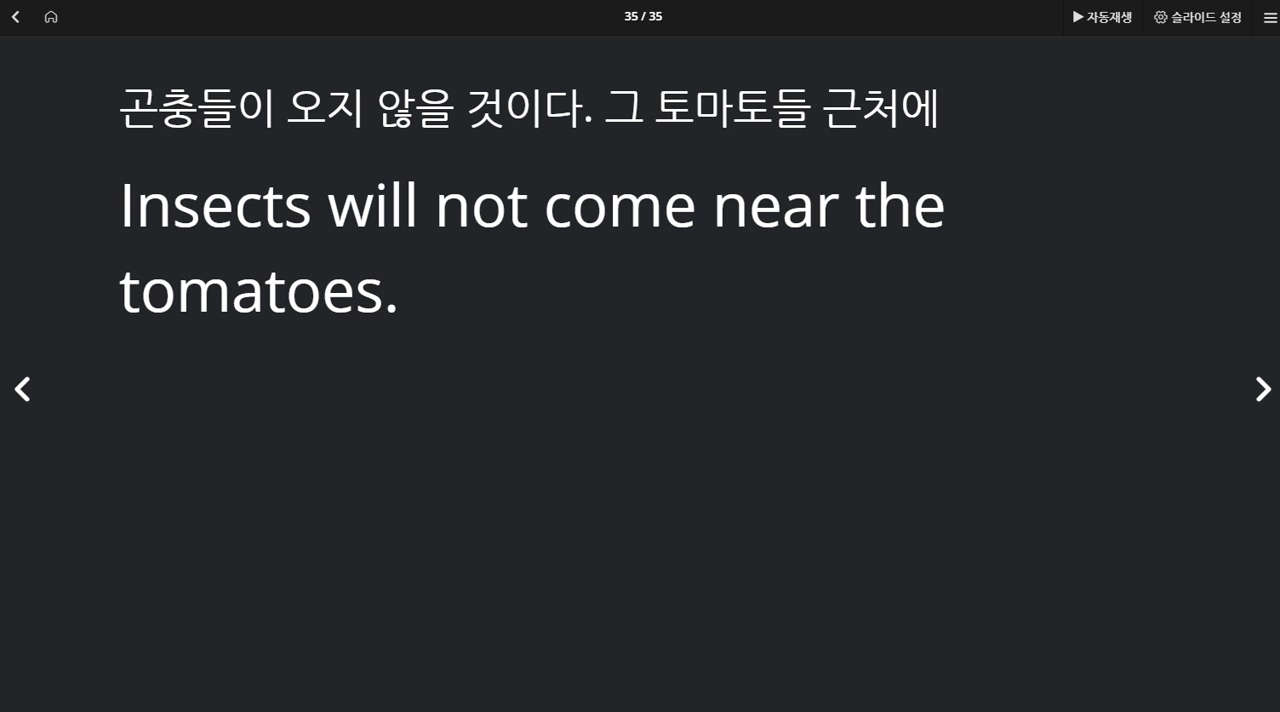 35 / 35
자동재생
슬라이드 설정
곤충들이 오지 않을 것이다. 그 토마토들 근처에
Insects will not come near the
tomatoes.